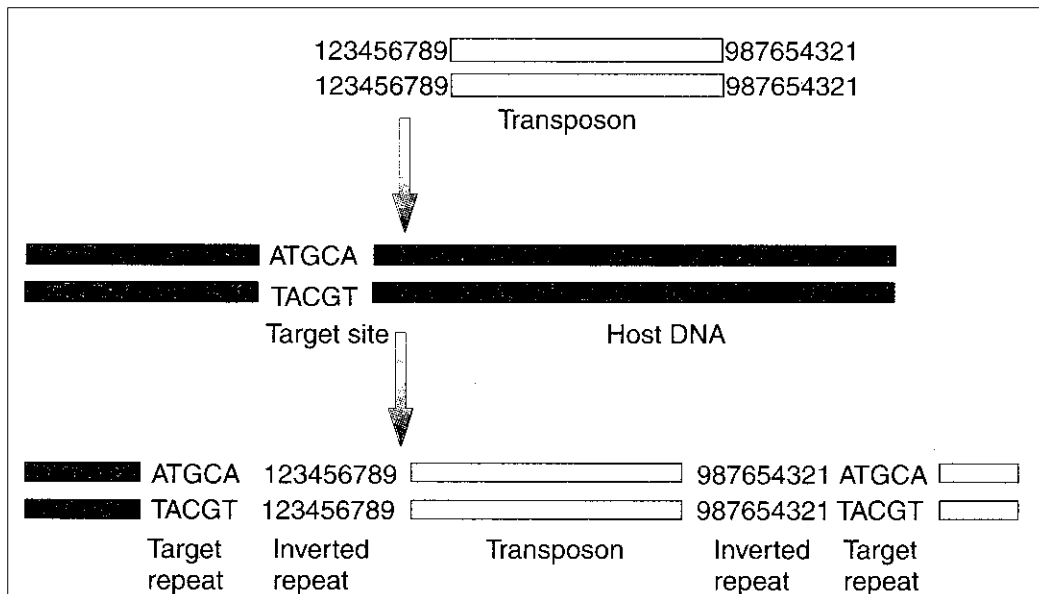 123456789 987654321
123456789 987654321
Transposon
ATGCA
TACGT
Target site Host DNA
ATGCA 123456789 987654321 ATGCA
TACGT 123456789 987654321 TACGT
Target Inverted Transposon Inverted Target
repeat repeat repeat repeat